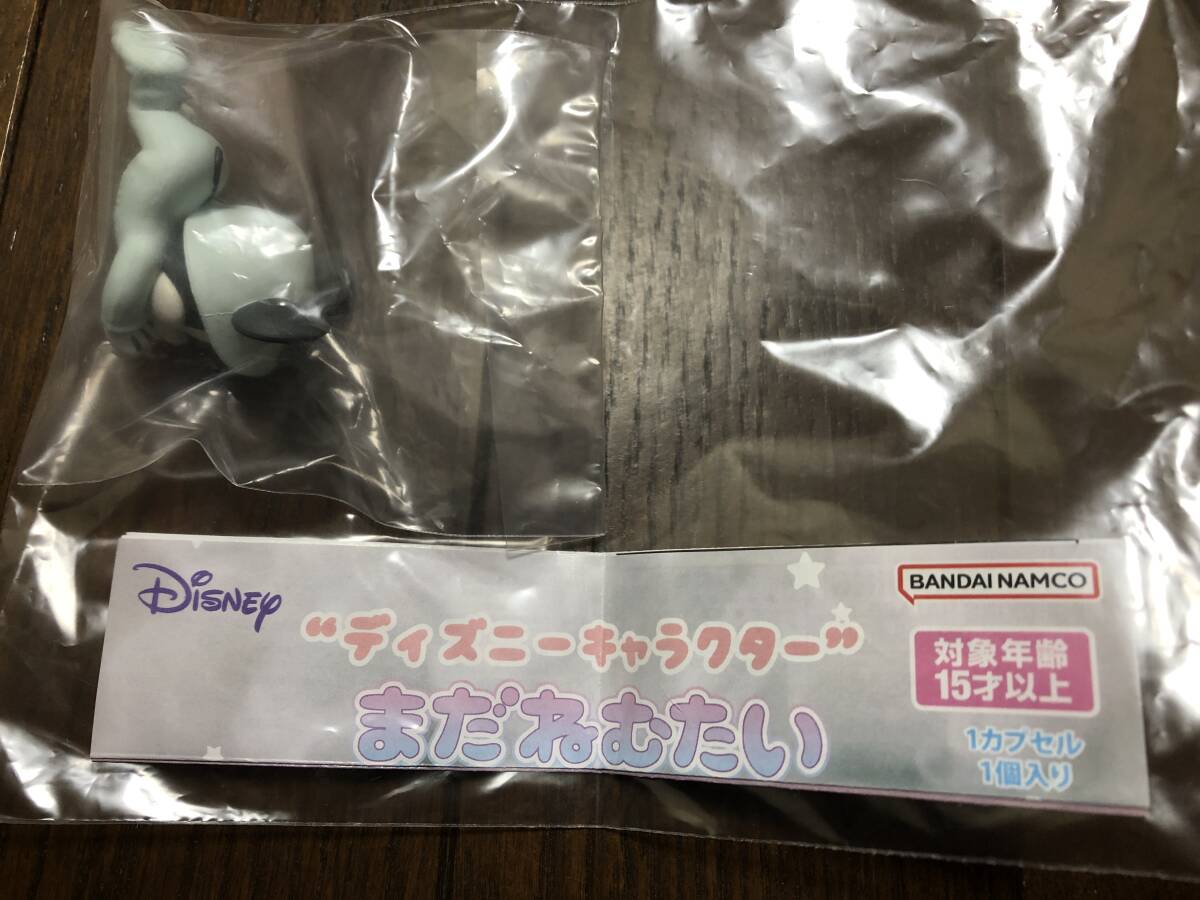 Disney
BANDAI NAMCO
“ディズニーキャラクター”
まだねむたい
対象年齢
15才以上
1カプセル
1個入り